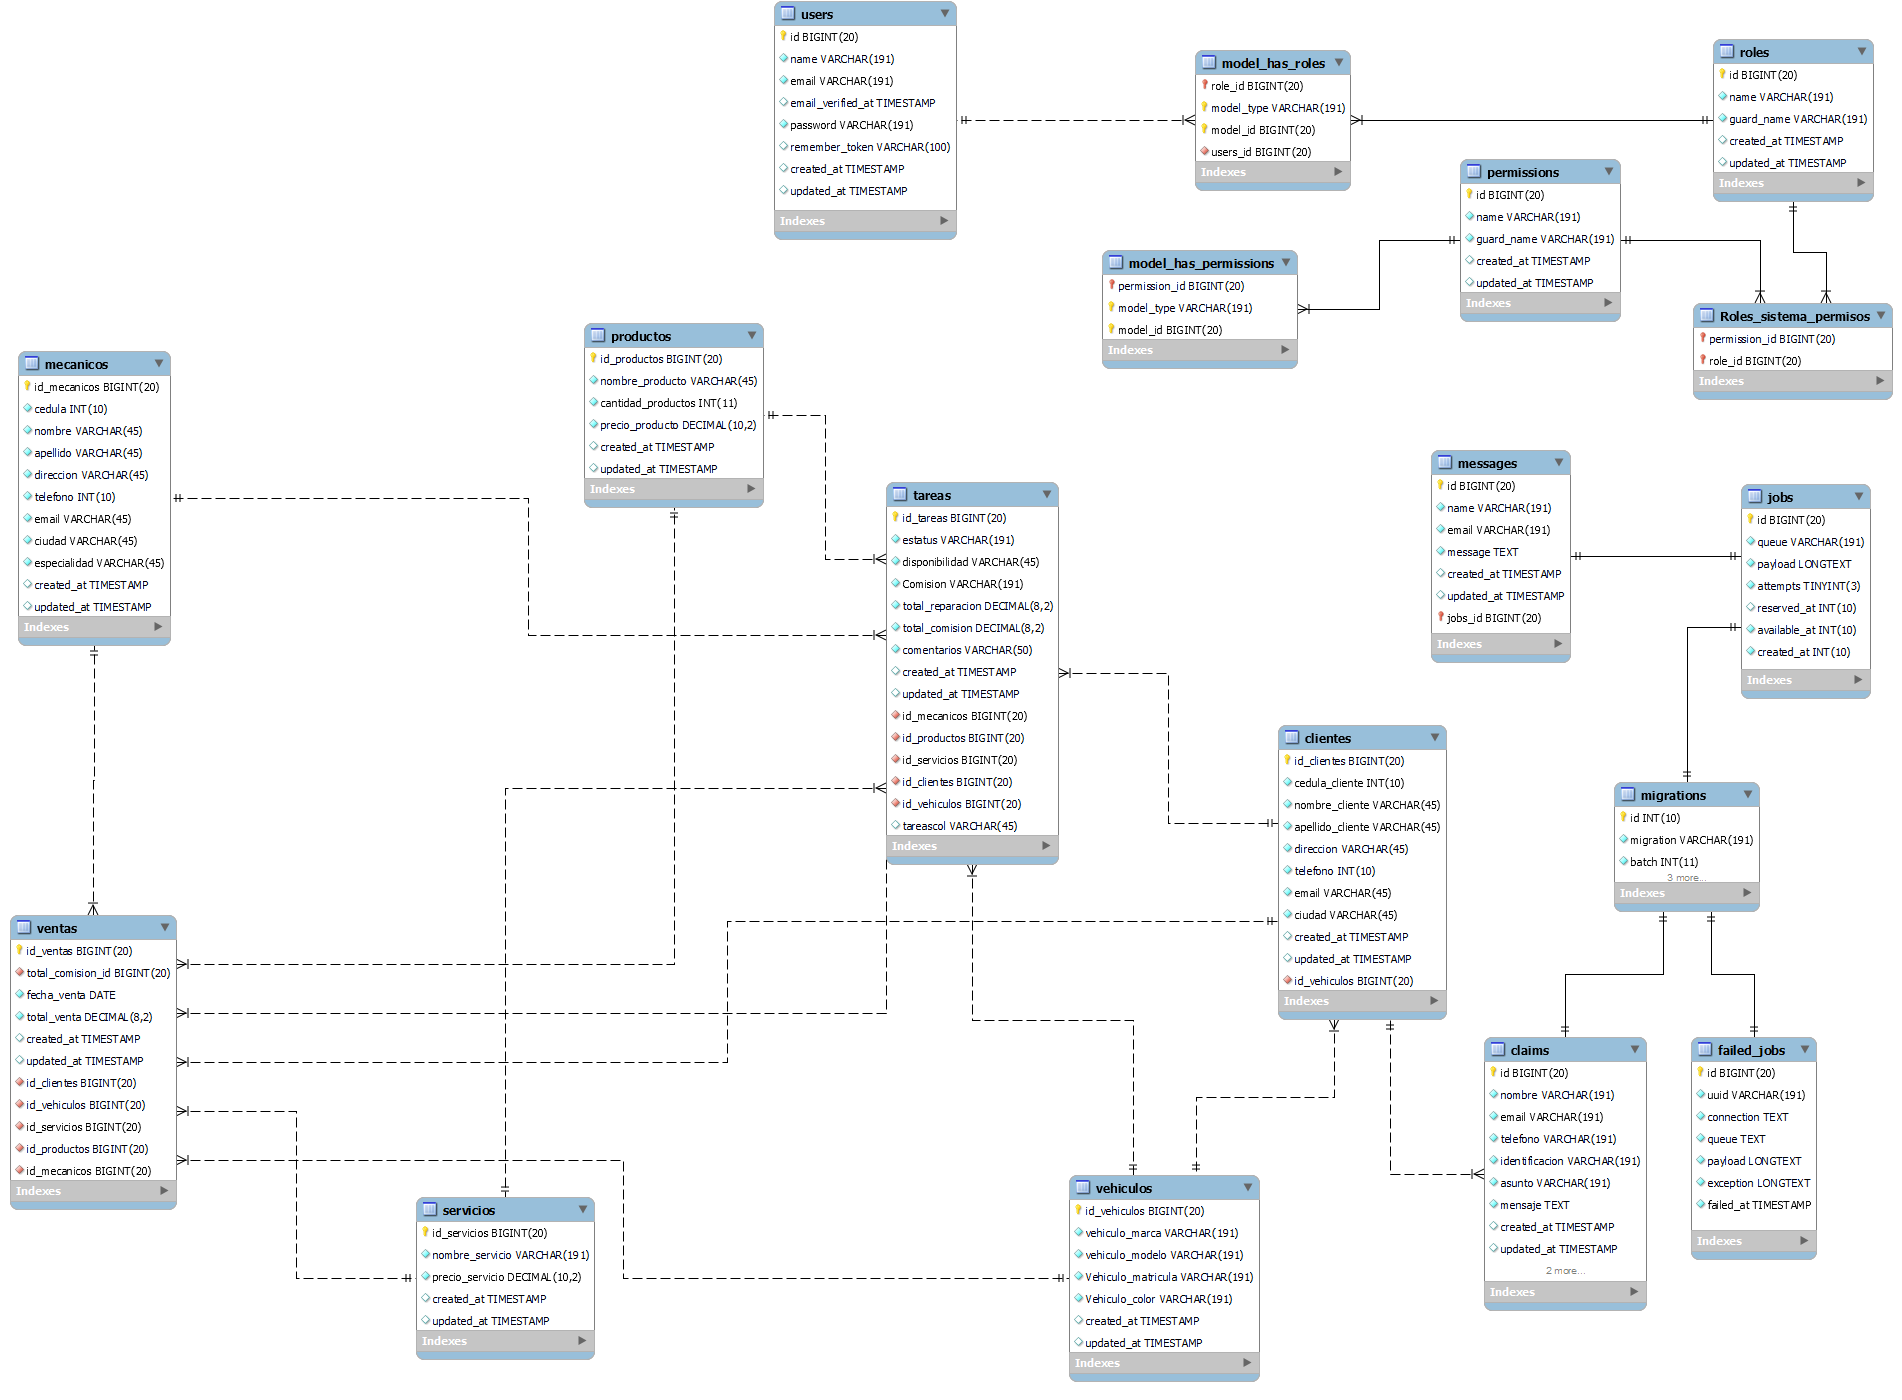 users
id BIGINT(20)
name VARCHAR(191)
email VARCHAR(191)
email_verified_at TIMESTAMP
password VARCHAR(191)
remember_token VARCHAR(100)
created_at TIMESTAMP
updated_at TIMESTAMP
Indexes
model_has_roles
role_id BIGINT(20)
model_type VARCHAR(191)
model_id BIGINT(20)
users_id BIGINT(20)
Indexes
roles
id BIGINT(20)
name VARCHAR(191)
guard_name VARCHAR(191)
created_at TIMESTAMP
updated_at TIMESTAMP
Indexes
permissions
id BIGINT(20)
name VARCHAR(191)
guard_name VARCHAR(191)
created_at TIMESTAMP
updated_at TIMESTAMP
Indexes
model_has_permissions
permission_id BIGINT(20)
model_type VARCHAR(191)
model_id BIGINT(20)
Indexes
Roles_sistema_permisos
permission_id BIGINT(20)
role_id BIGINT(20)
Indexes
mecanicos
id_mecanicos BIGINT(20)
cedula INT(10)
nombre VARCHAR(45)
apellido VARCHAR(45)
direccion VARCHAR(45)
telefono INT(10)
email VARCHAR(45)
ciudad VARCHAR(45)
especialidad VARCHAR(45)
created_at TIMESTAMP
updated_at TIMESTAMP
Indexes
productos
id_productos BIGINT(20)
nombre_producto VARCHAR(45)
cantidad_productos INT(11)
precio_producto DECIMAL(10,2)
created_at TIMESTAMP
updated_at TIMESTAMP
Indexes
tareas
id_tareas BIGINT(20)
estatus VARCHAR(191)
disponibilidad VARCHAR(45)
Comision VARCHAR(191)
total_reparacion DECIMAL(8,2)
total_comision DECIMAL(8,2)
comentarios VARCHAR(50)
created_at TIMESTAMP
updated_at TIMESTAMP
id_mecanicos BIGINT(20)
id_productos BIGINT(20)
id_servicios BIGINT(20)
id_clientes BIGINT(20)
id_vehiculos BIGINT(20)
tareascol VARCHAR(45)
Indexes
messages
id BIGINT(20)
name VARCHAR(191)
email VARCHAR(191)
message TEXT
created_at TIMESTAMP
updated_at TIMESTAMP
jobs_id BIGINT(20)
Indexes
jobs
id BIGINT(20)
queue VARCHAR(191)
payload LONGTEXT
attempts TINYINT(3)
reserved_at INT(10)
available_at INT(10)
created_at INT(10)
Indexes
clientes
id_clientes BIGINT(20)
cedula_cliente INT(10)
nombre_cliente VARCHAR(45)
apellido_cliente VARCHAR(45)
direccion VARCHAR(45)
telefono INT(10)
email VARCHAR(45)
ciudad VARCHAR(45)
created_at TIMESTAMP
updated_at TIMESTAMP
id_vehiculos BIGINT(20)
Indexes
migrations
id INT(10)
migration VARCHAR(191)
batch INT(11)
3 more...
Indexes
ventas
id_ventas BIGINT(20)
total_comision_id BIGINT(20)
fecha_venta DATE
total_venta DECIMAL(8,2)
created_at TIMESTAMP
updated_at TIMESTAMP
id_clientes BIGINT(20)
id_vehiculos BIGINT(20)
id_servicios BIGINT(20)
id_productos BIGINT(20)
id_mecanicos BIGINT(20)
Indexes
servicios
id_servicios BIGINT(20)
nombre_servicio VARCHAR(191)
precio_servicio DECIMAL(10,2)
created_at TIMESTAMP
updated_at TIMESTAMP
Indexes
vehiculos
id_vehiculos BIGINT(20)
vehiculo_marca VARCHAR(191)
vehiculo_modelo VARCHAR(191)
Vehiculo_matricula VARCHAR(191)
Vehiculo_color VARCHAR(191)
created_at TIMESTAMP
updated_at TIMESTAMP
Indexes
claims
id BIGINT(20)
nombre VARCHAR(191)
email VARCHAR(191)
telefono VARCHAR(191)
identificacion VARCHAR(191)
asunto VARCHAR(191)
mensaje TEXT
created_at TIMESTAMP
updated_at TIMESTAMP
2 more...
Indexes
failed_jobs
id BIGINT(20)
uuid VARCHAR(191)
connection TEXT
queue TEXT
payload LONGTEXT
exception LONGTEXT
failed_at TIMESTAMP
Indexes